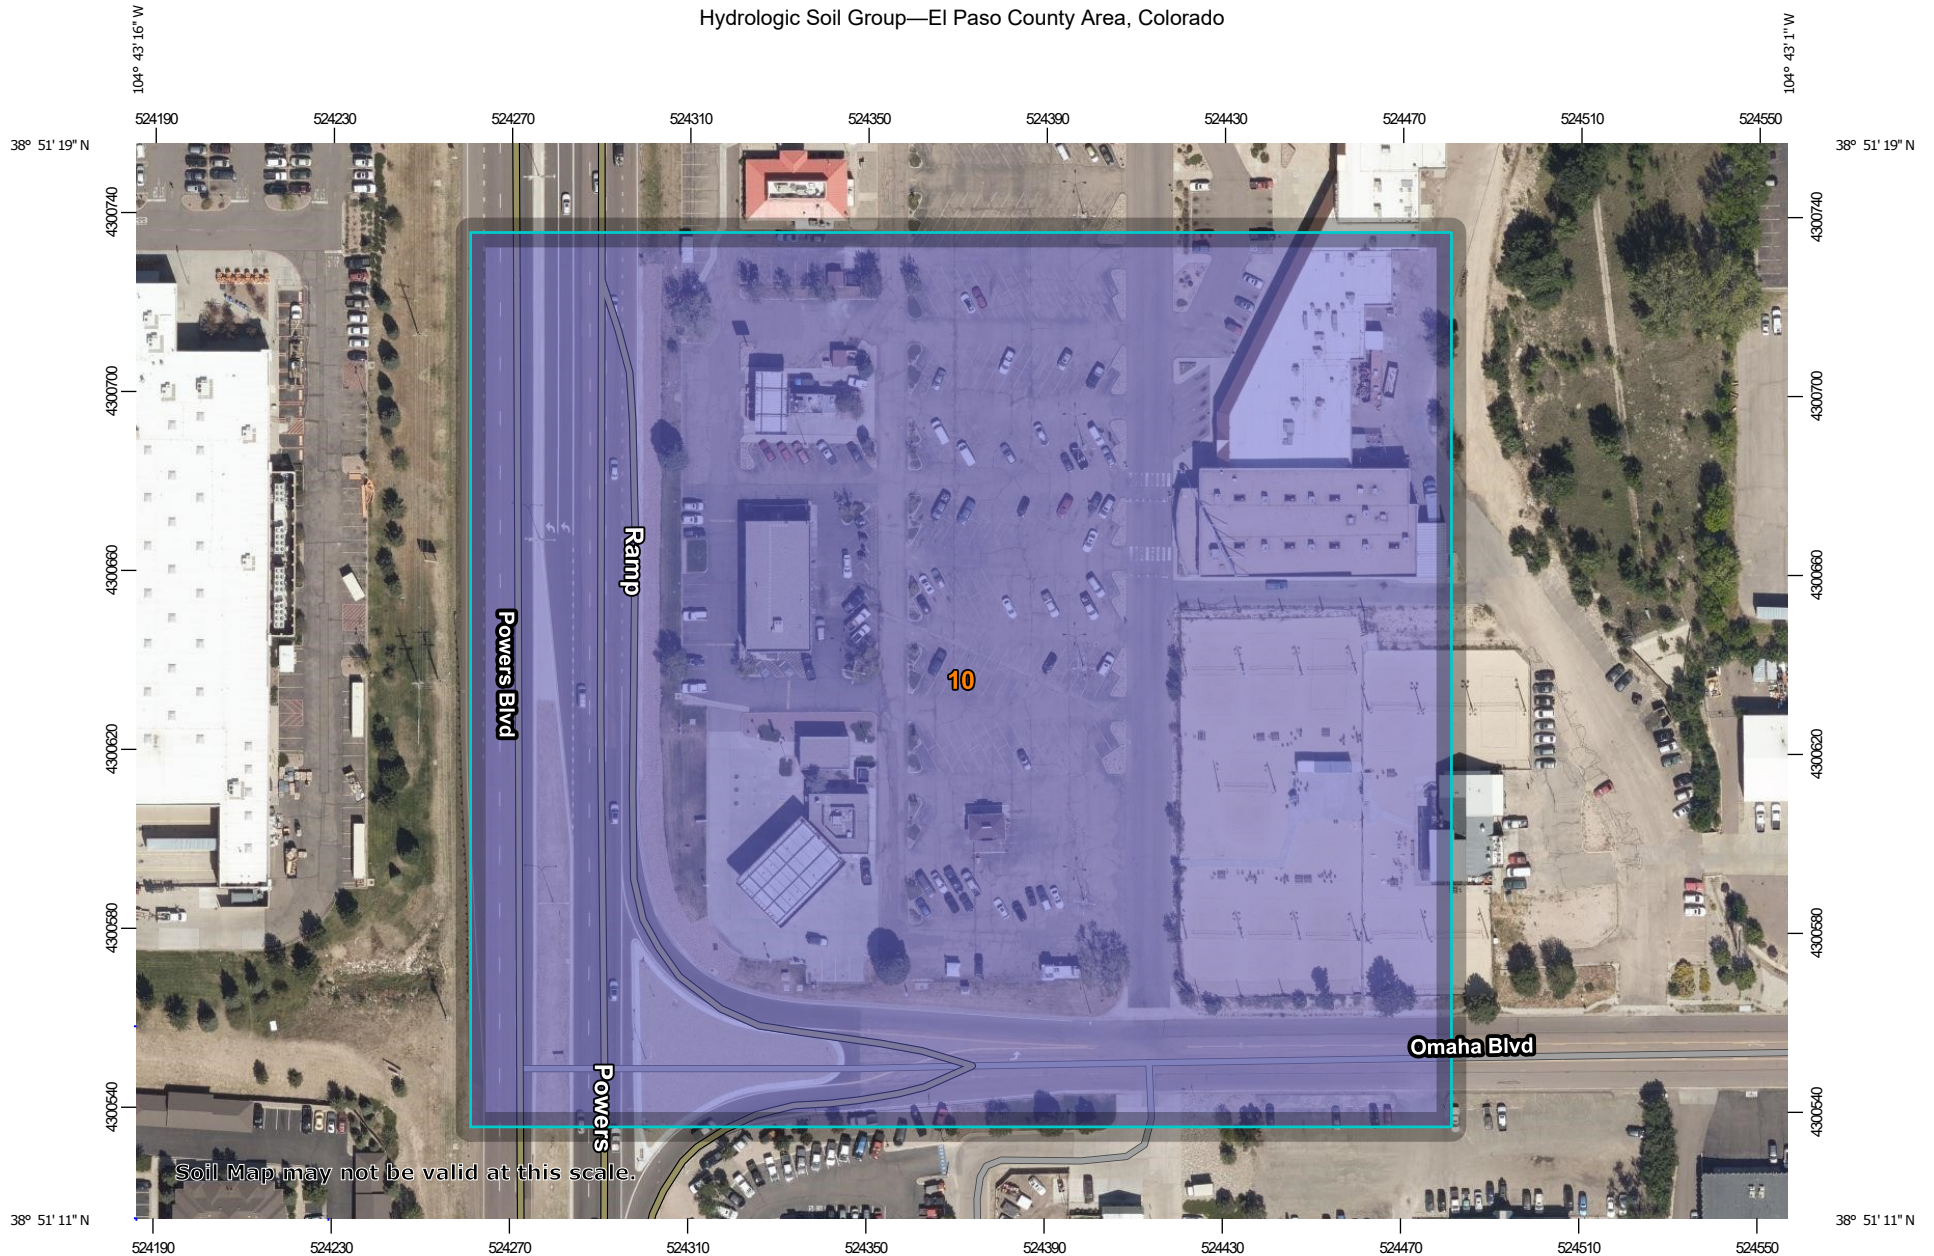 Hydrologic Soil Group—El Paso County Area, Colorado
104° 43' 16" W
104° 43' 1" W
524190
524230
524270
524310
524350
524390
524430
524470
524510
524550
38° 51' 19" N
38° 51' 19" N
4300740
4300740
4300700
4300700
4300660
4300660
4300620
4300620
4300580
4300580
4300540
4300540
Ramp
Powers Blvd
10
Omaha Blvd
Powers
Soil Map may not be valid at this scale.
38° 51' 11" N
38° 51' 11" N
524190
524230
524270
524310
524350
524390
524430
524470
524510
524550